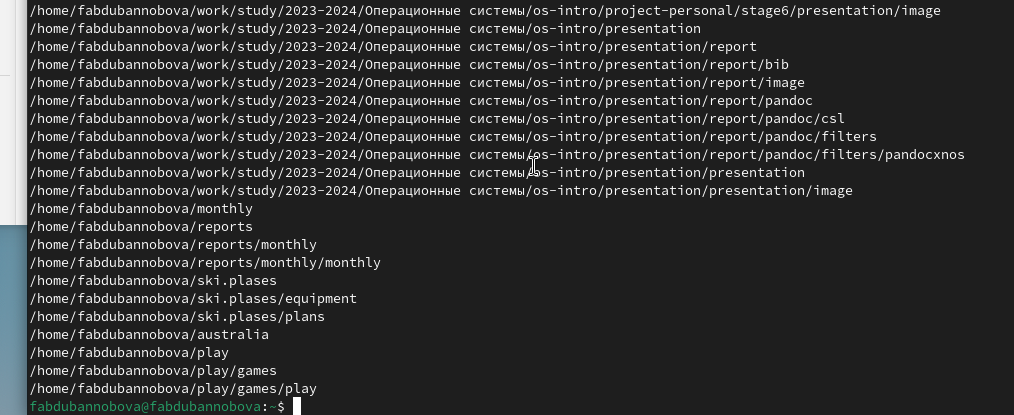 /home/fabdubannobova/work/study/2023-2024/Операционные системы/os-intro/project-personal/stage6/presentation/image
/home/fabdubannobova/work/study/2023-2024/Операционные системы/os-intro/presentation
/home/fabdubannobova/work/study/2023-2024/Операционные системы/os-intro/presentation/report
/home/fabdubannobova/work/study/2023-2024/Операционные системы/os-intro/presentation/report/bib
/home/fabdubannobova/work/study/2023-2024/Операционные системы/os-intro/presentation/report/image
/home/fabdubannobova/work/study/2023-2024/Операционные системы/os-intro/presentation/report/pandoc
/home/fabdubannobova/work/study/2023-2024/Операционные системы/os-intro/presentation/report/pandoc/csl
/home/fabdubannobova/work/study/2023-2024/Операционные системы/os-intro/presentation/report/pandoc/filters
/home/fabdubannobova/work/study/2023-2024/Операционные системы/os-intro/presentation/report/pandoc/filters/pandocxnos
/home/fabdubannobova/work/study/2023-2024/Операционные системы/os-intro/presentation/presentation
/home/fabdubannobova/work/study/2023-2024/Операционные системы/os-intro/presentation/presentation/image
/home/fabdubannobova/monthly
/home/fabdubannobova/reports
/home/fabdubannobova/reports/monthly
/home/fabdubannobova/reports/monthly/monthly
/home/fabdubannobova/ski.plases
/home/fabdubannobova/ski.plases/equipment
/home/fabdubannobova/ski.plases/plans
/home/fabdubannobova/australia
/home/fabdubannobova/play
/home/fabdubannobova/play/games
/home/fabdubannobova/play/games/play
fabdubannobova@fabdubannobova:~$